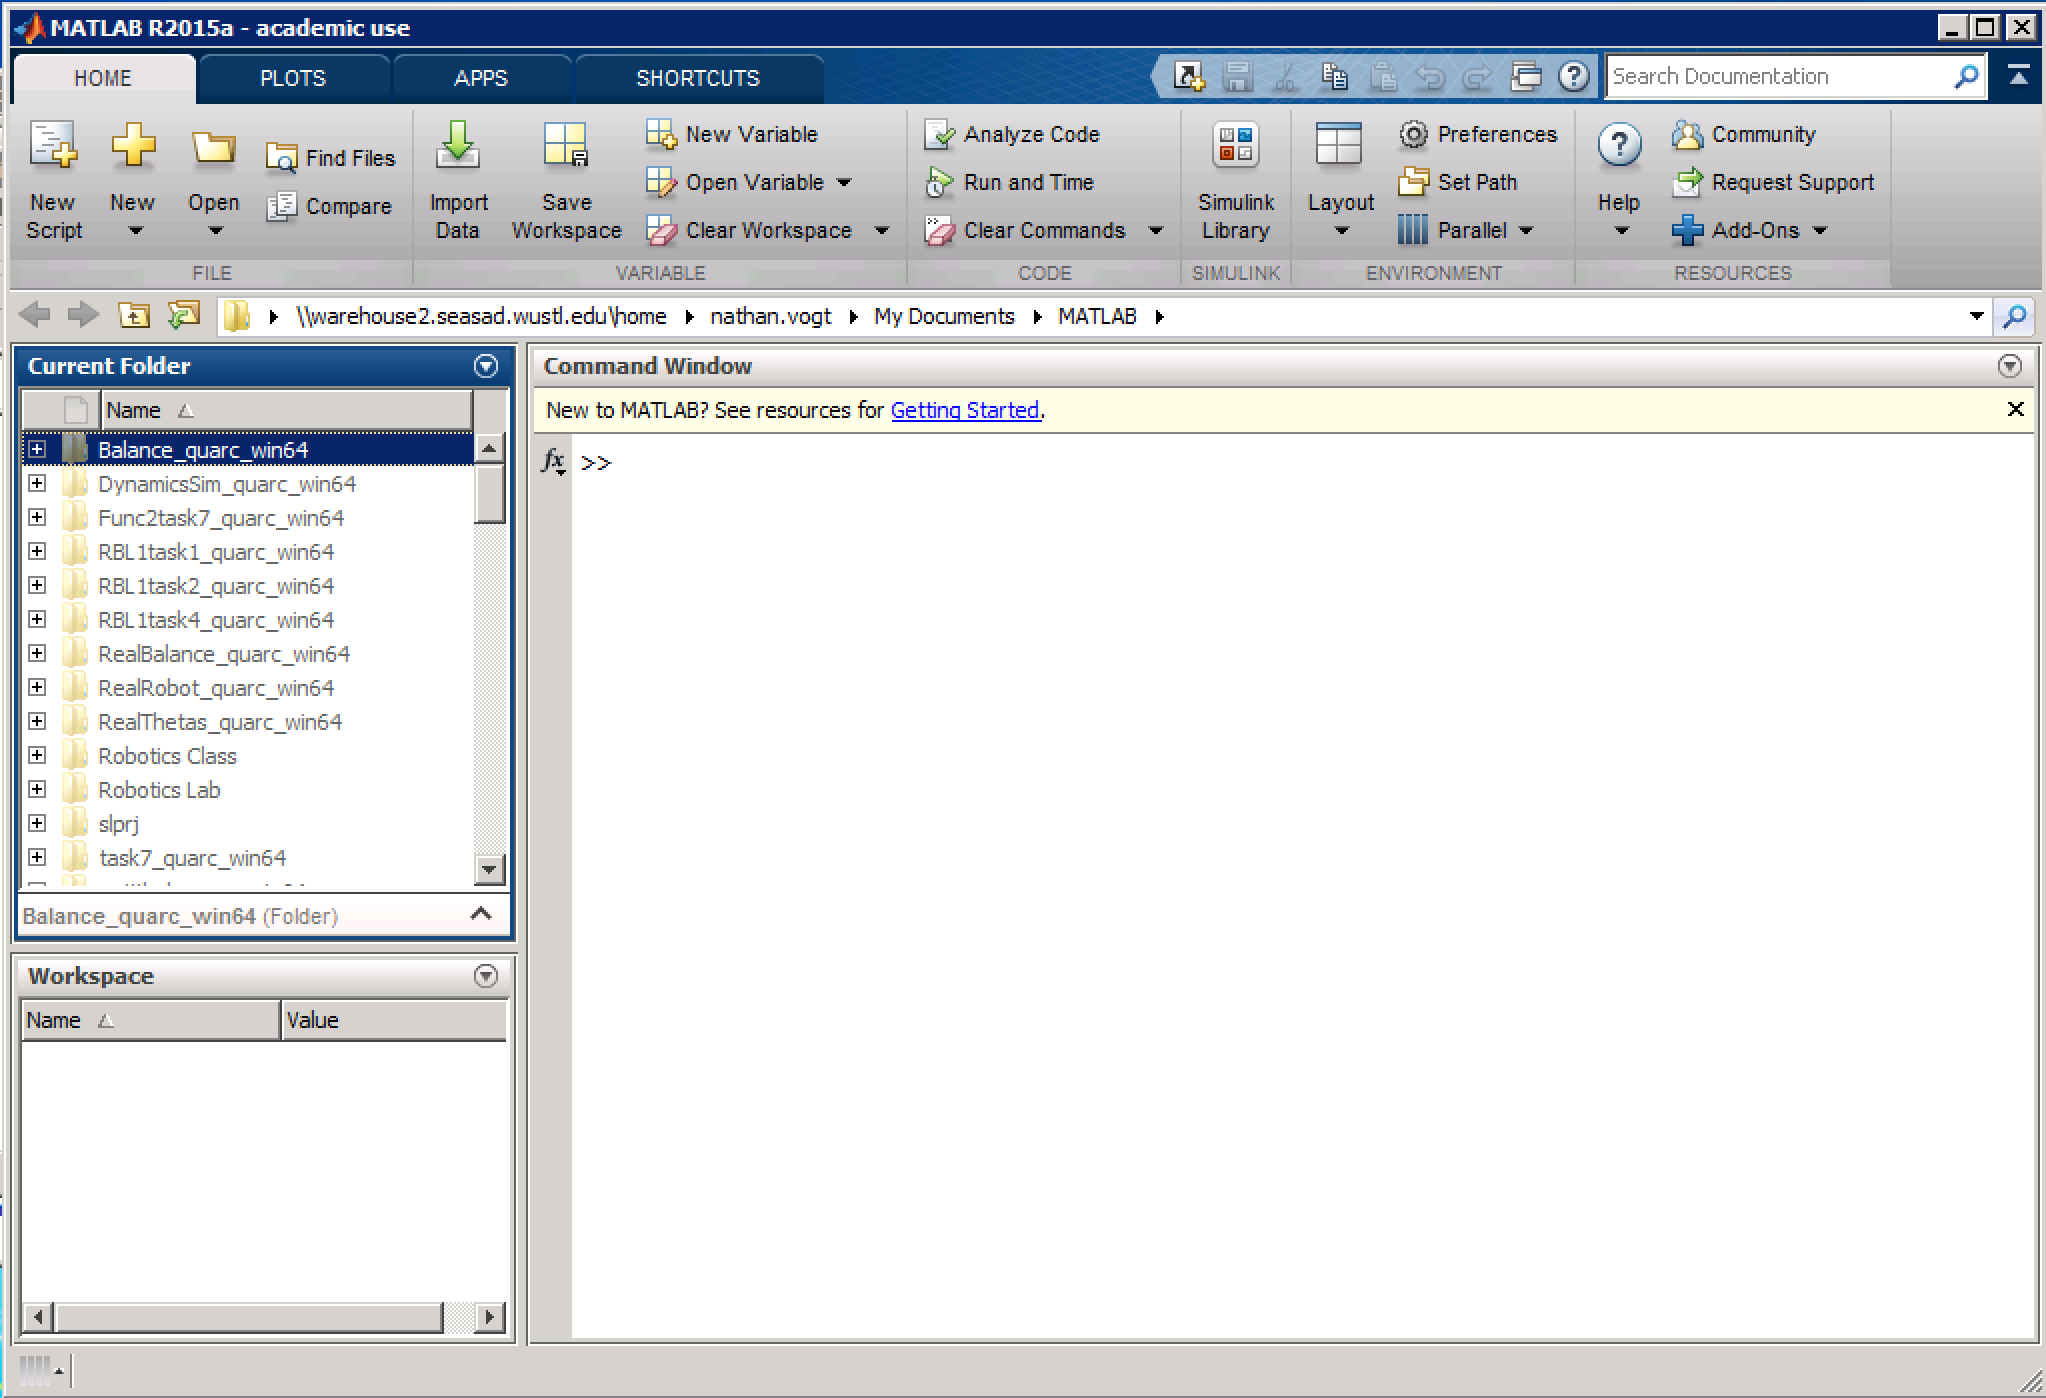 MATLAB R2015a - academic use
HOME PLOTS APPS SHORTCUTS Search Documentation
New Script New Open Find Files Compare Import Data Save Workspace New Variable Open Variable Clear Workspace Analyze Code Run and Time Clear Commands Simulink Library Layout Preferences Set Path Parallel Help Community Request Support Add-Ons
FILE VARIABLE CODE SIMULINK ENVIRONMENT RESOURCES
\\warehouse2.seasad.wustl.edu\home nathan.vogt My Documents MATLAB
Current Folder
Name
Balance_quarc_win64
DynamicsSim_quarc_win64
Func2task7_quarc_win64
RBL1task1_quarc_win64
RBL1task2_quarc_win64
RBL1task4_quarc_win64
RealBalance_quarc_win64
RealRobot_quarc_win64
RealThetas_quarc_win64
Robotics Class
Robotics Lab
slprj
task7_quarc_win64
Balance_quarc_win64 (Folder)
Workspace
Name Value
Command Window
New to MATLAB? See resources for Getting Started.
fx >>